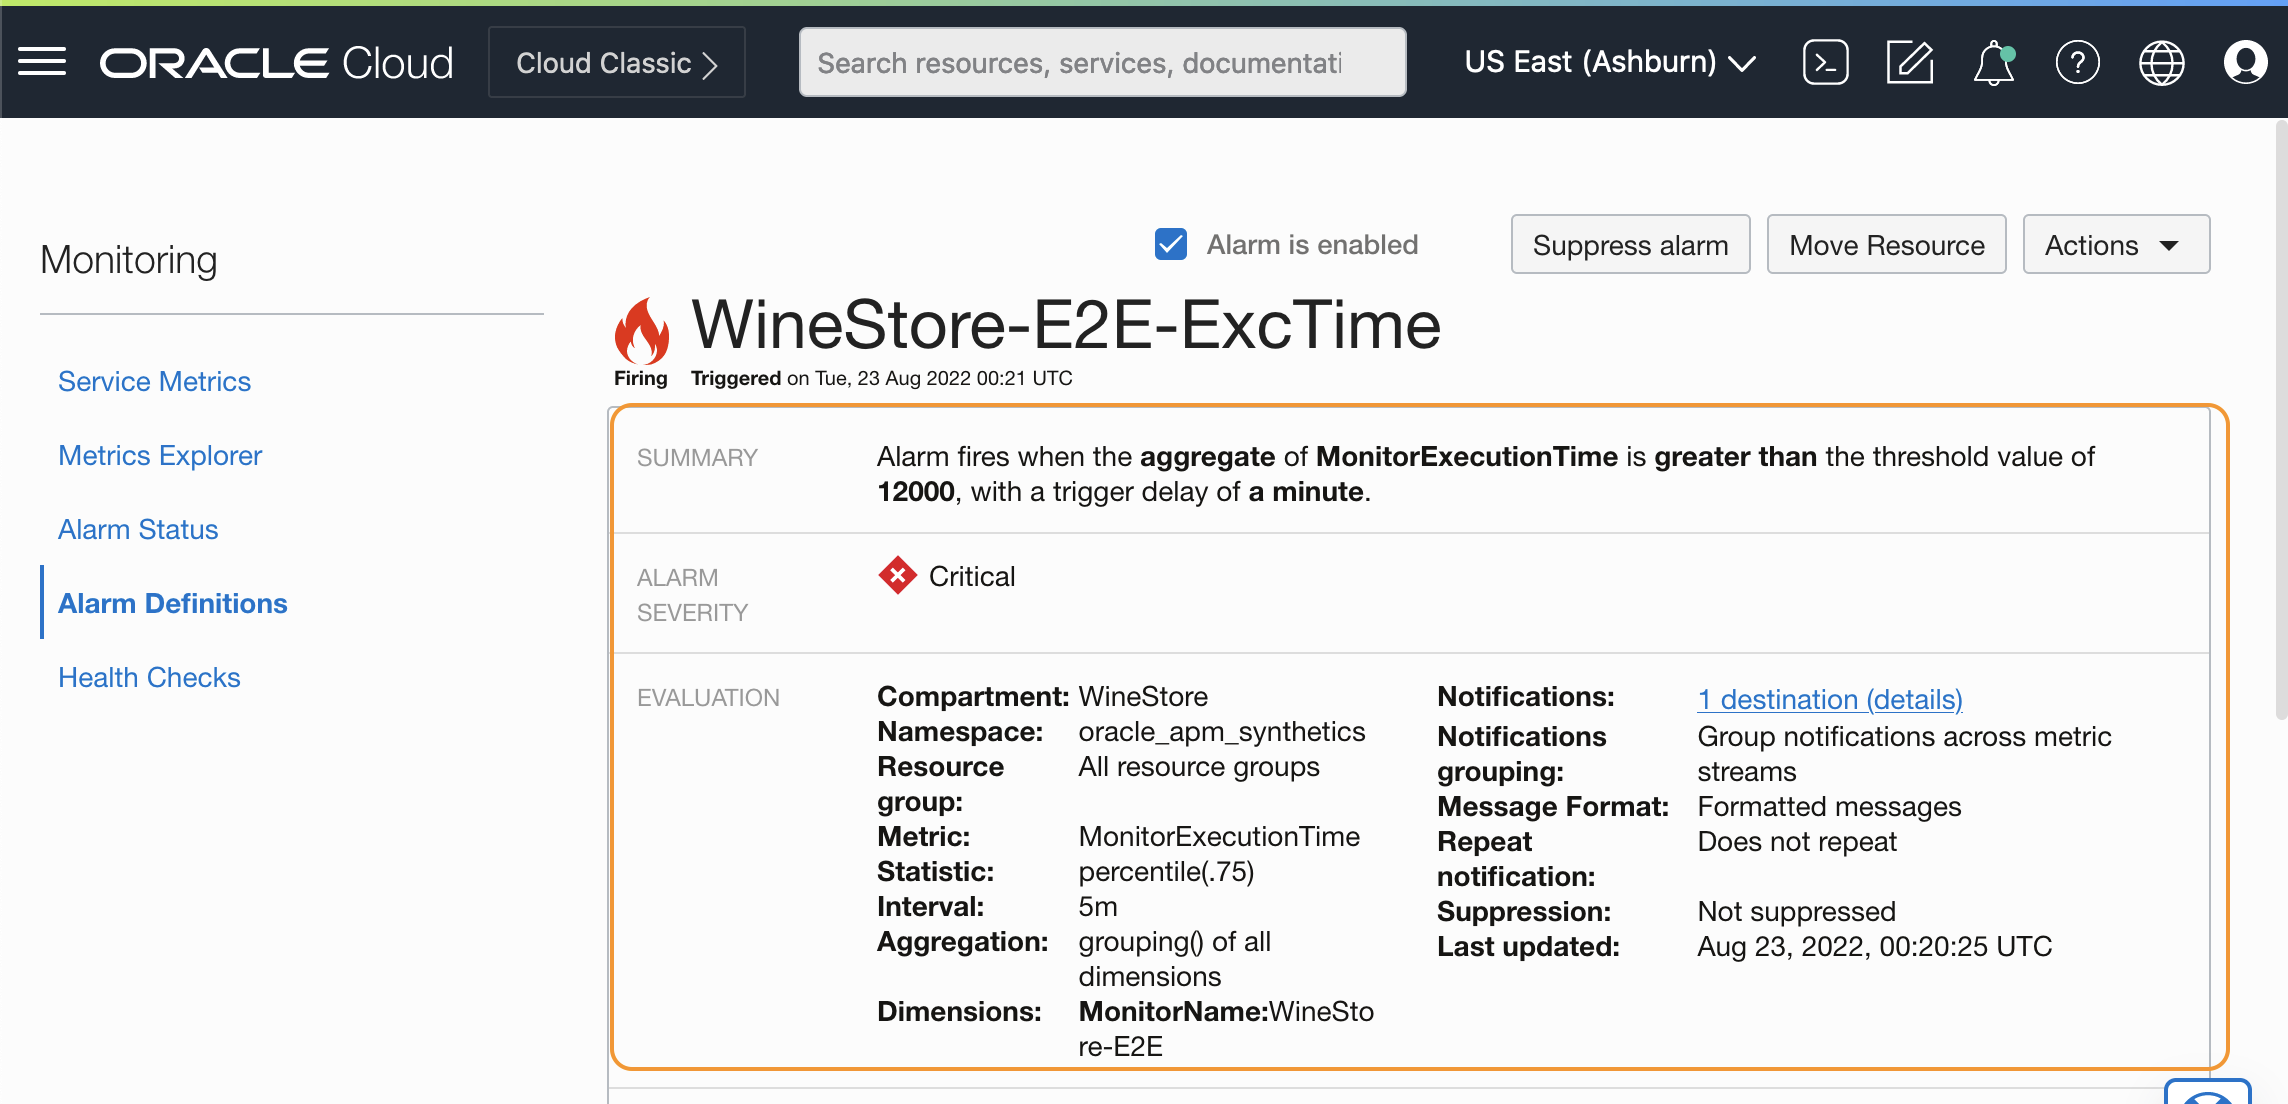 ORACLE Cloud
Cloud Classic
Search resources, services, documentati
US East (Ashburn)
Monitoring
Service Metrics
Metrics Explorer
Alarm Status
Alarm Definitions
Health Checks
Alarm is enabled
Suppress alarm
Move Resource
Actions
WineStore-E2E-ExcTime
Firing
Triggered on Tue, 23 Aug 2022 00:21 UTC
SUMMARY
Alarm fires when the aggregate of MonitorExecutionTime is greater than the threshold value of
12000, with a trigger delay of a minute.
ALARM
SEVERITY
Critical
EVALUATION
Compartment: WineStore
Namespace: oracle_apm_synthetics
Resource All resource groups
group:
Metric: MonitorExecutionTime
Statistic: percentile(.75)
Interval: 5m
Aggregation: grouping() of all
dimensions
Dimensions: MonitorName:WineSto
re-E2E
Notifications: 1 destination (details)
Notifications Group notifications across metric
grouping: streams
Message Format: Formatted messages
Repeat Does not repeat
notification:
Suppression: Not suppressed
Last updated: Aug 23, 2022, 00:20:25 UTC